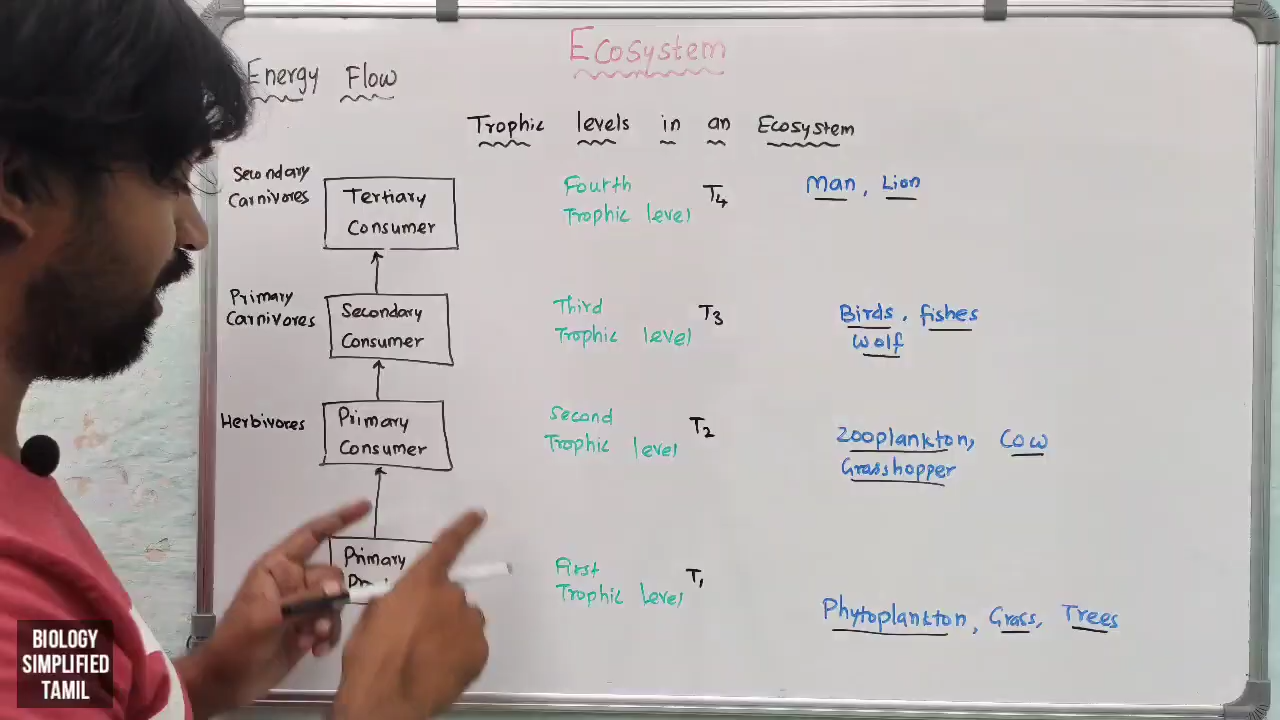 Ecosystem
Energy Flow
Trophic levels in an Ecosystem
Secondary
Carnivores
Tertiary
Consumer
Fourth
Trophic level T4
Man, Lion
Primary
Carnivores
Secondary
Consumer
Third
Trophic level T3
Birds, fishes
Wolf
Herbivores
Primary
Consumer
Second
Trophic level T2
Zooplankton, Cow
Grasshopper
Primary
First
Trophic level T1
Phytoplankton, Grass, Trees
BIOLOGY
SIMPLIFIED
TAMIL